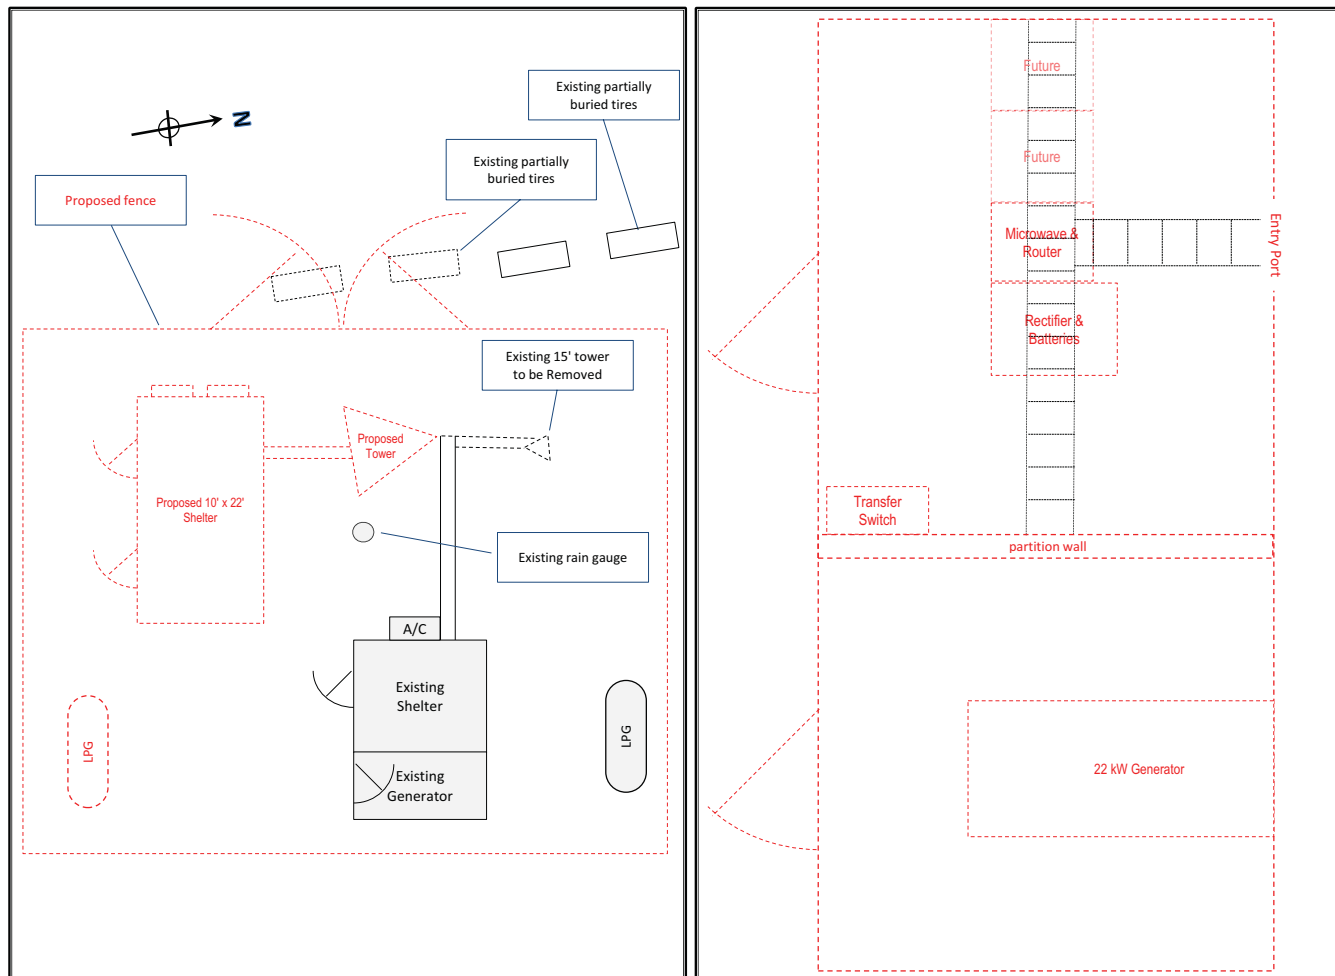 Existing partially
buried tires
N
Existing partially
buried tires
Proposed fence
Existing 15' tower
to be Removed
Proposed
Tower
Proposed 10' x 22'
Shelter
Existing rain gauge
A/C
Existing
Shelter
LPG
LPG
Existing
Generator
Future
Future
Microwave &
Router
Entry Port
Rectifier &
Batteries
Transfer
Switch
partition wall
22 kW Generator